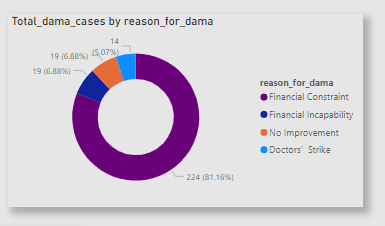 Total_dama_cases by reason_for_dama
14
(5.07%)
19 (6.88%)
19 (6.88%)
224 (81.16%)
reason_for_dama
Financial Constraint
Financial Incapability
No Improvement
Doctors' Strike